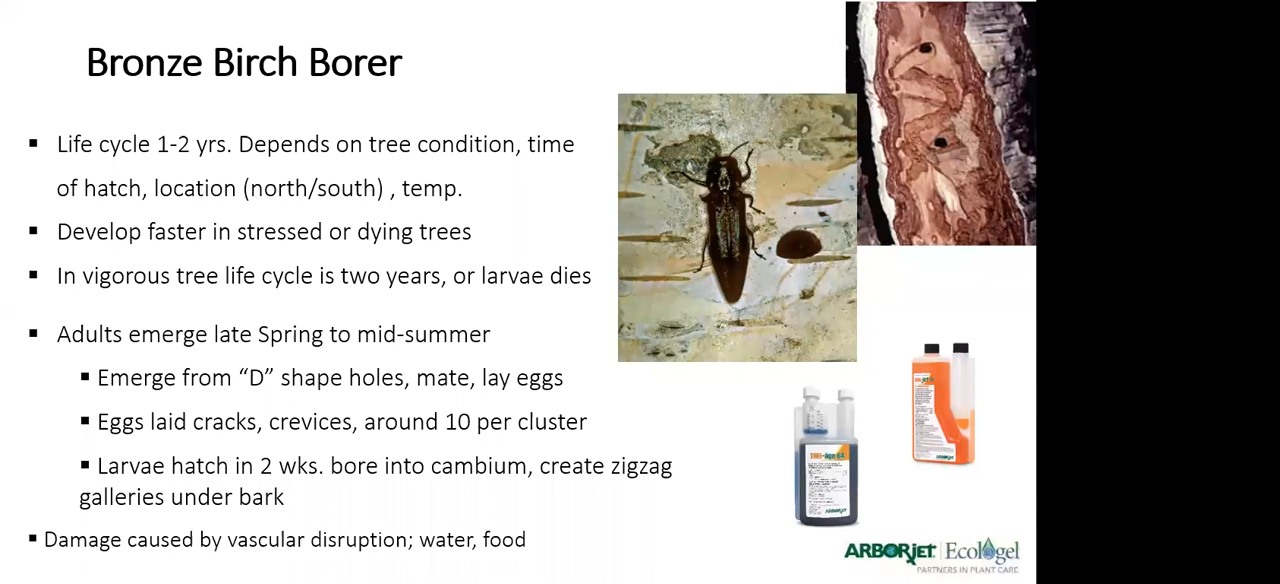 Bronze Birch Borer
▪ Life cycle 1-2 yrs. Depends on tree condition, time
of hatch, location (north/south) , temp.
▪ Develop faster in stressed or dying trees
▪ In vigorous tree life cycle is two years, or larvae dies
▪ Adults emerge late Spring to mid-summer
▪ Emerge from “D” shape holes, mate, lay eggs
▪ Eggs laid cracks, crevices, around 10 per cluster
▪ Larvae hatch in 2 wks. bore into cambium, create zigzag
galleries under bark
▪ Damage caused by vascular disruption; water, food
ARBORJET
ARBORJET
ARBORJET | Ecologel
PARTNERS IN PLANT CARE